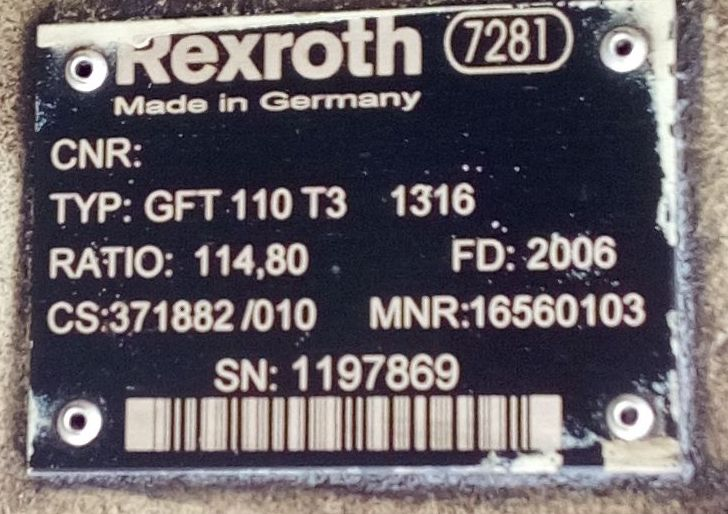 Rexroth 7281
Made in Germany
CNR:
TYP: GFT 110 T3 1316
RATIO: 114,80 FD: 2006
CS:371882 /010 MNR:16560103
SN: 1197869